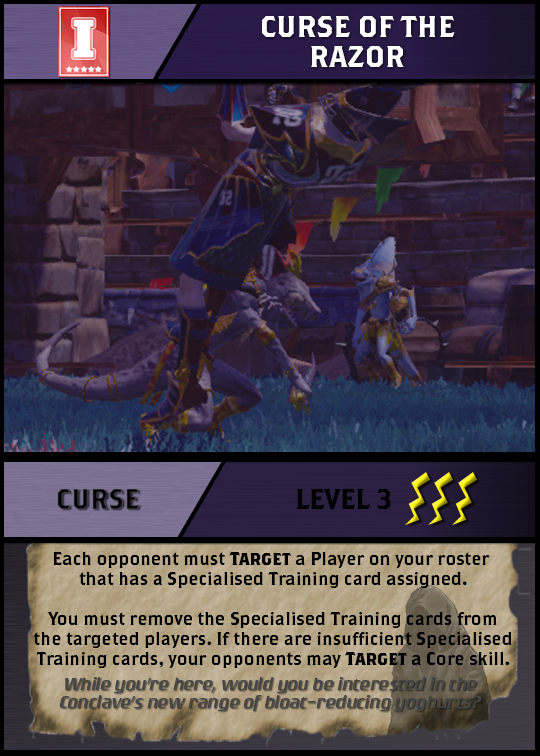 I
CURSE OF THE
RAZOR
CURSE
LEVEL 3
Each opponent must TARGET a Player on your roster
that has a Specialised Training card assigned.
You must remove the Specialised Training cards from
the targeted players. If there are insufficient Specialised
Training cards, your opponents may TARGET a Core skill.
While you're here, would you be interested in the
Conclave's new range of bloat-reducing yoghurts?